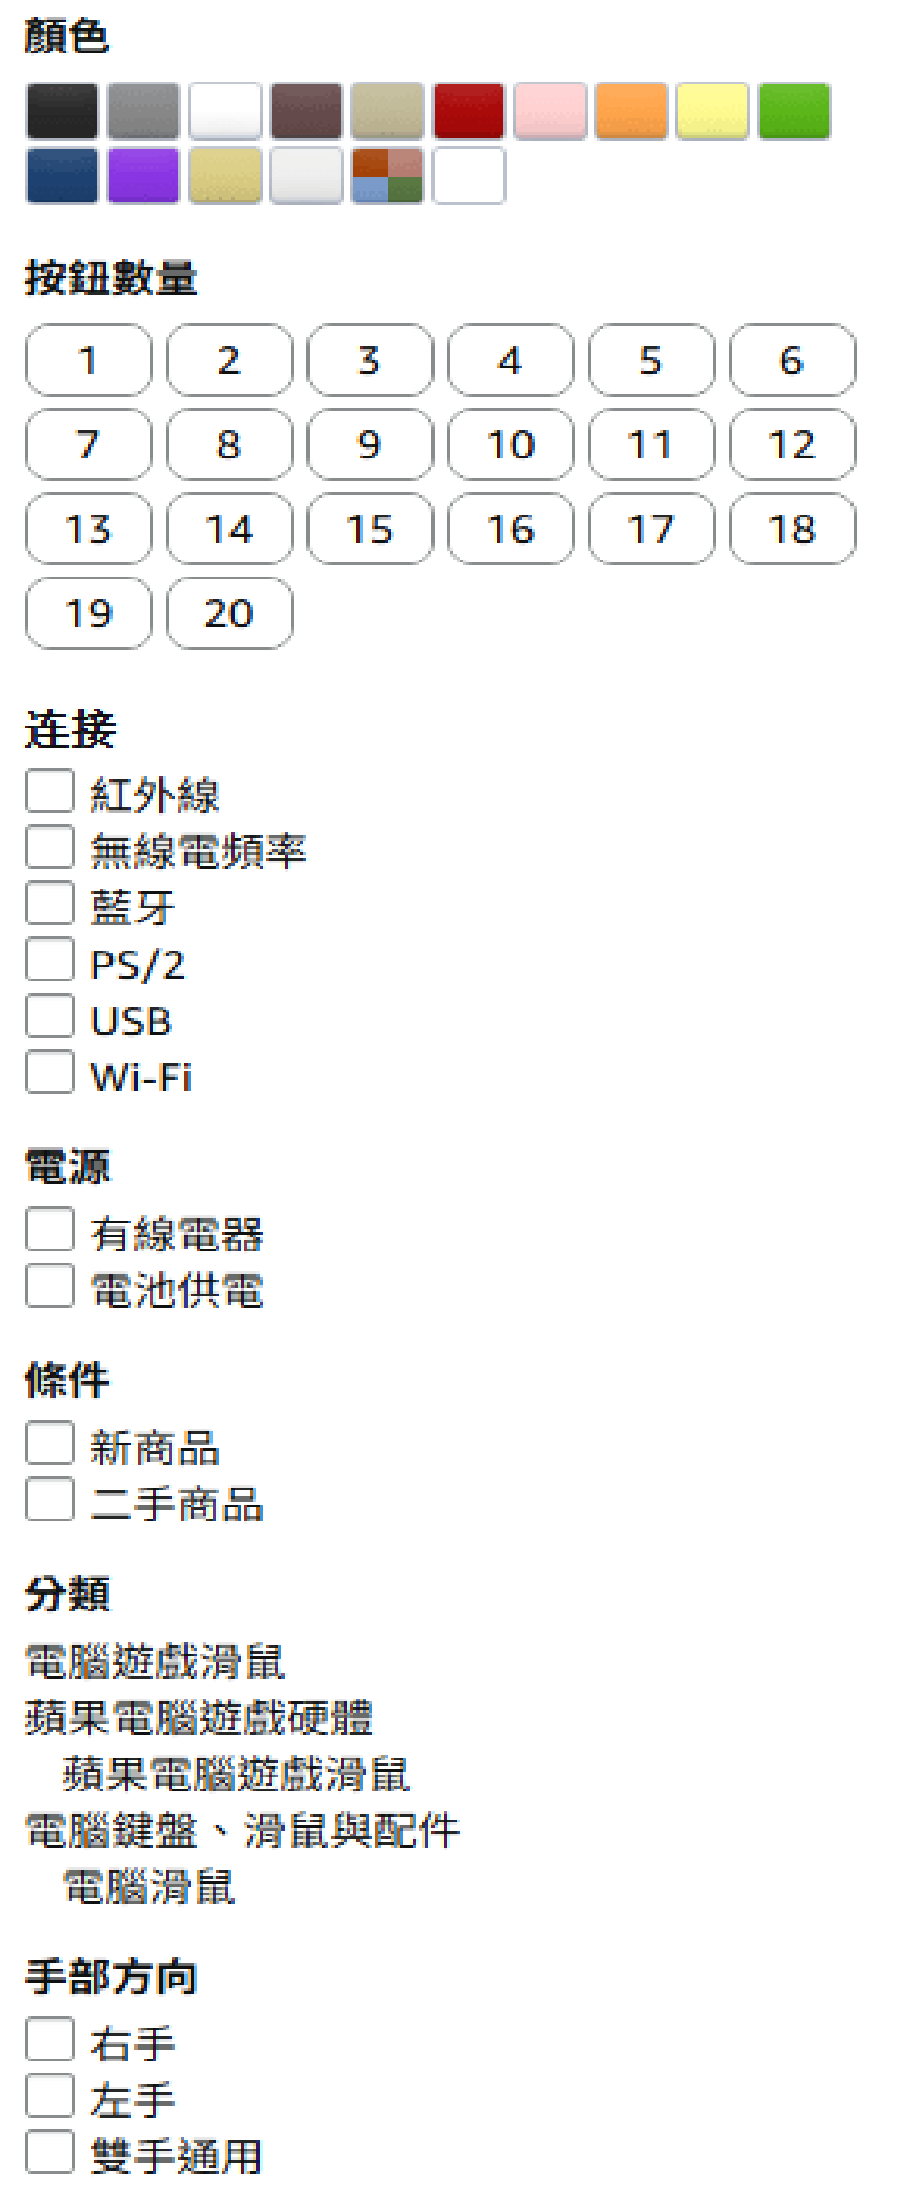 顏色
按鈕數量
1 2 3 4 5 6
7 8 9 10 11 12
13 14 15 16 17 18
19 20
连接
紅外線
無線電頻率
藍牙
PS/2
USB
Wi-Fi
電源
有線電器
電池供電
條件
新商品
二手商品
分類
電腦遊戲滑鼠
蘋果電腦遊戲硬體
蘋果電腦遊戲滑鼠
電腦鍵盤、滑鼠與配件
電腦滑鼠
手部方向
右手
左手
雙手通用